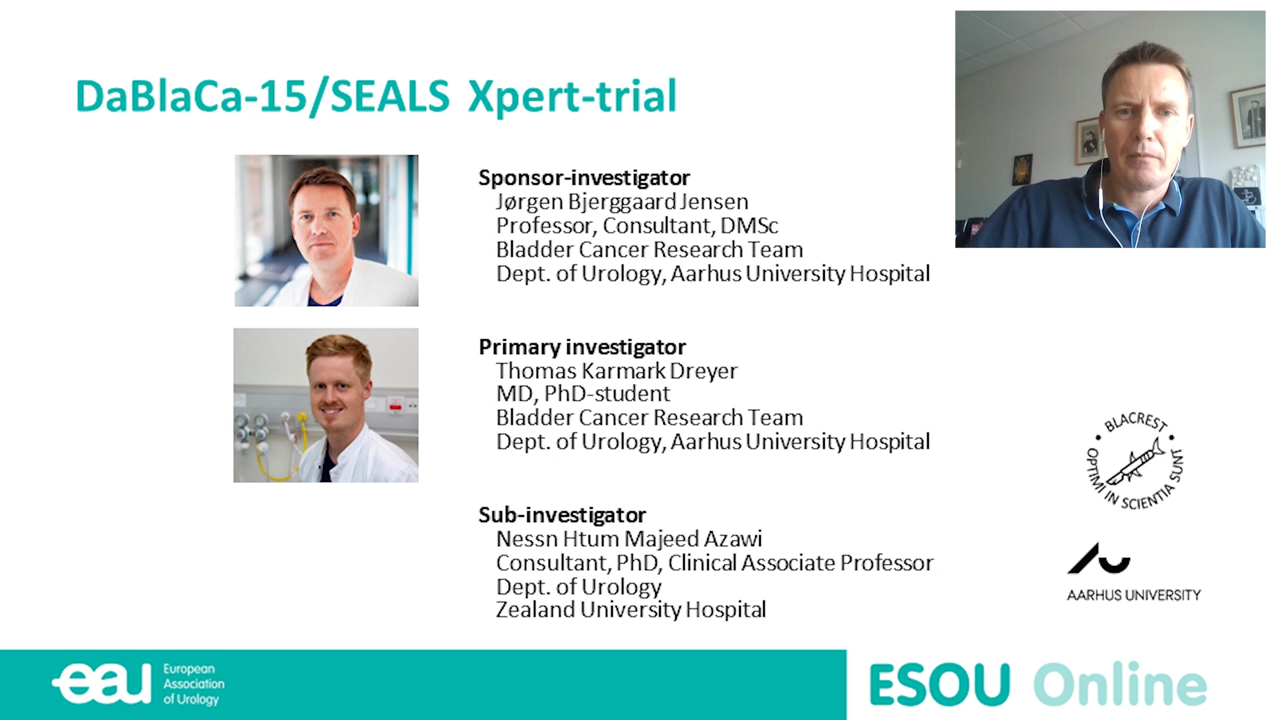 DaBlaCa-15/SEALS Xpert-trial
Sponsor-investigator
Jørgen Bjerggaard Jensen
Professor, Consultant, DMSc
Bladder Cancer Research Team
Dept. of Urology, Aarhus University Hospital
Primary investigator
Thomas Karmark Dreyer
MD, PhD-student
Bladder Cancer Research Team
Dept. of Urology, Aarhus University Hospital
Sub-investigator
Nessn Htum Majeed Azawi
Consultant, PhD, Clinical Associate Professor
Dept. of Urology
Zealand University Hospital
BLACREST
OPTIMI IN SCIENTIA SUNT
AARHUS UNIVERSITY
eau
European
Association
of Urology
ESOU Online